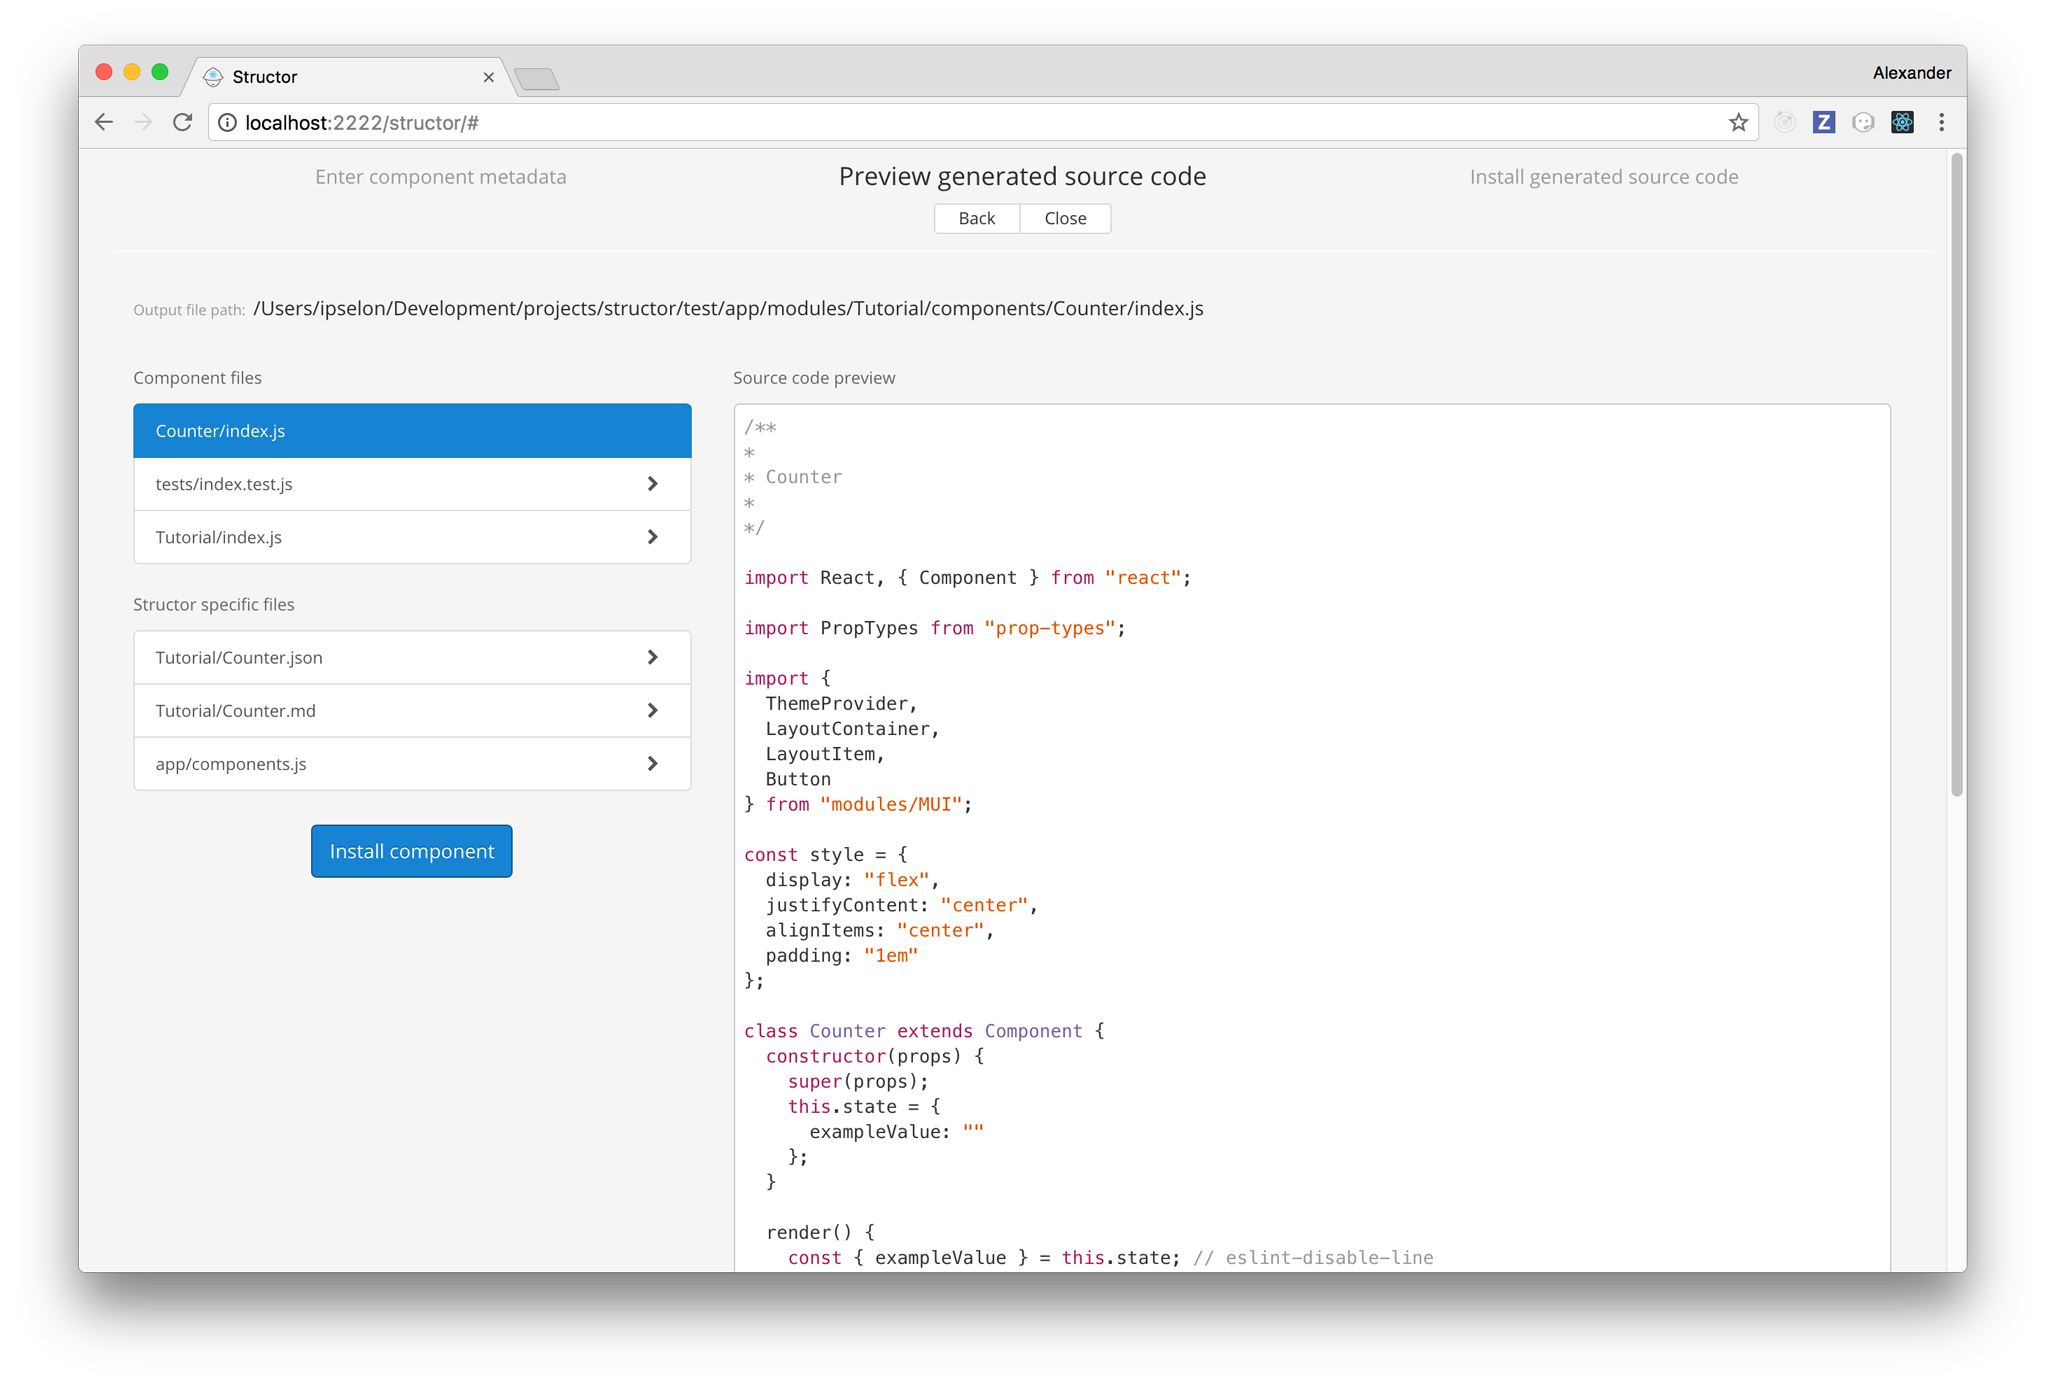 Structor
Alexander
localhost:2222/structor/#
Enter component metadata
Preview generated source code
Install generated source code
Back
Close
Output file path: /Users/ipselon/Development/projects/structor/test/app/modules/Tutorial/components/Counter/index.js
Component files
Counter/index.js
tests/index.test.js
Tutorial/index.js
Structor specific files
Tutorial/Counter.json
Tutorial/Counter.md
app/components.js
Install component
Source code preview
/**
*
* Counter
*
*/
import React, { Component } from "react";
import PropTypes from "prop-types";
import {
  ThemeProvider,
  LayoutContainer,
  LayoutItem,
  Button
} from "modules/MUI";
const style = {
  display: "flex",
  justifyContent: "center",
  alignItems: "center",
  padding: "1em"
};
class Counter extends Component {
  constructor(props) {
    super(props);
    this.state = {
      exampleValue: ""
    };
  }
  render() {
    const { exampleValue } = this.state; // eslint-disable-line